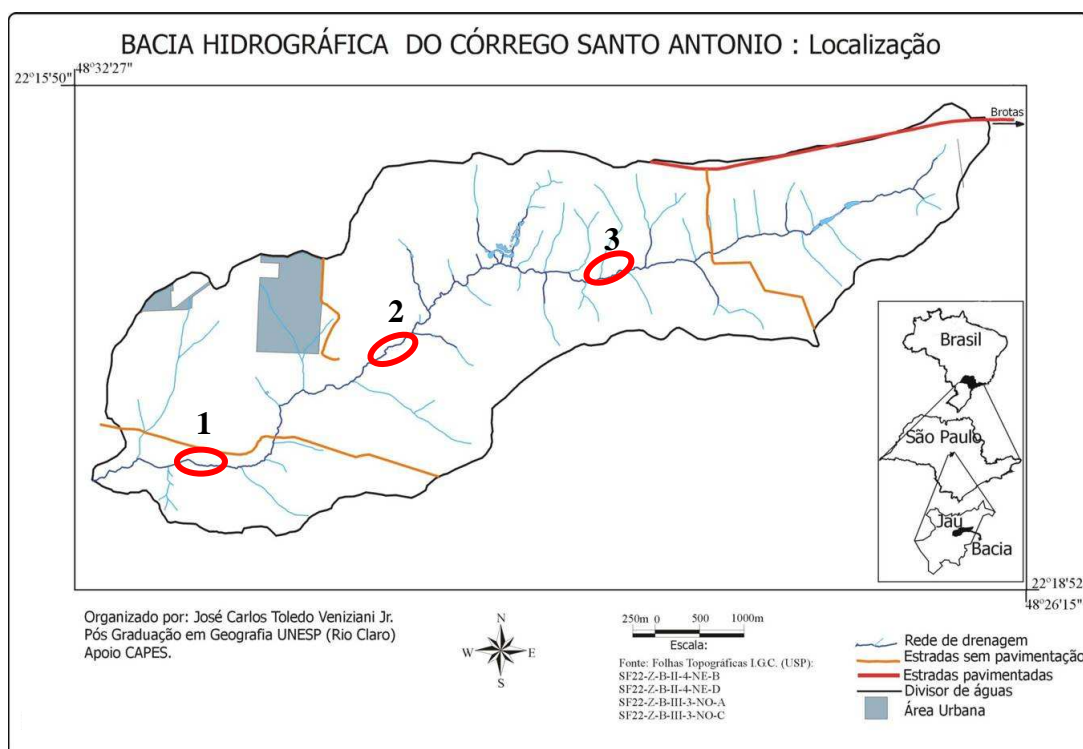 BACIA HIDROGRÁFICA DO CÓRREGO SANTO ANTONIO : Localização
48°32'27"
22°15'50"
Brotas
3
2
1
Brasil
São Paulo
Jaú
Bacia
22°18'52
48°26'15"
Organizado por: José Carlos Toledo Veniziani Jr.
Pós Graduação em Geografia UNESP (Rio Claro)
Apoio CAPES.
N
W E
S
250m 0 500 1000m
Escala:
Fonte: Folhas Topográficas I.G.C. (USP):
SF22-Z-B-II-4-NE-B
SF22-Z-B-II-4-NE-D
SF22-Z-B-III-3-NO-A
SF22-Z-B-III-3-NO-C
Rede de drenagem
Estradas sem pavimentação
Estradas pavimentadas
Divisor de águas
Área Urbana